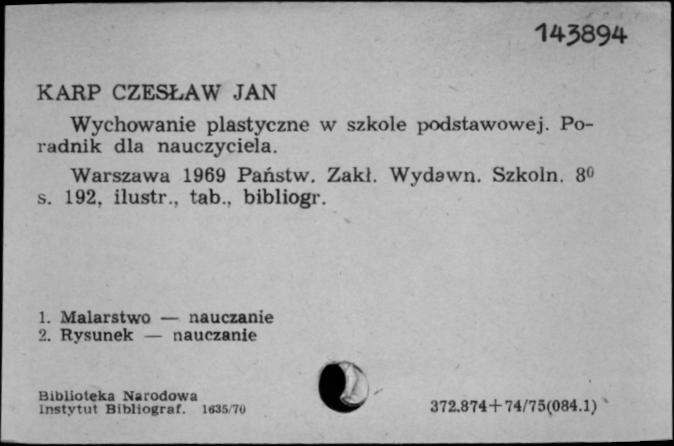 143894
KARP CZESŁAW JAN
Wychowanie plastyczne w szkole podstawowej. Po-
radnik dla nauczyciela.
Warszawa 1969 Państw. Zakł. Wydawn. Szkoln. 8⁰
s. 192, ilustr., tab., bibliogr.
1. Malarstwo — nauczanie
2. Rysunek — nauczanie
Biblioteka Narodowa
Instytut Bibliograf. 1635/70
372.874+74/75(084.1)